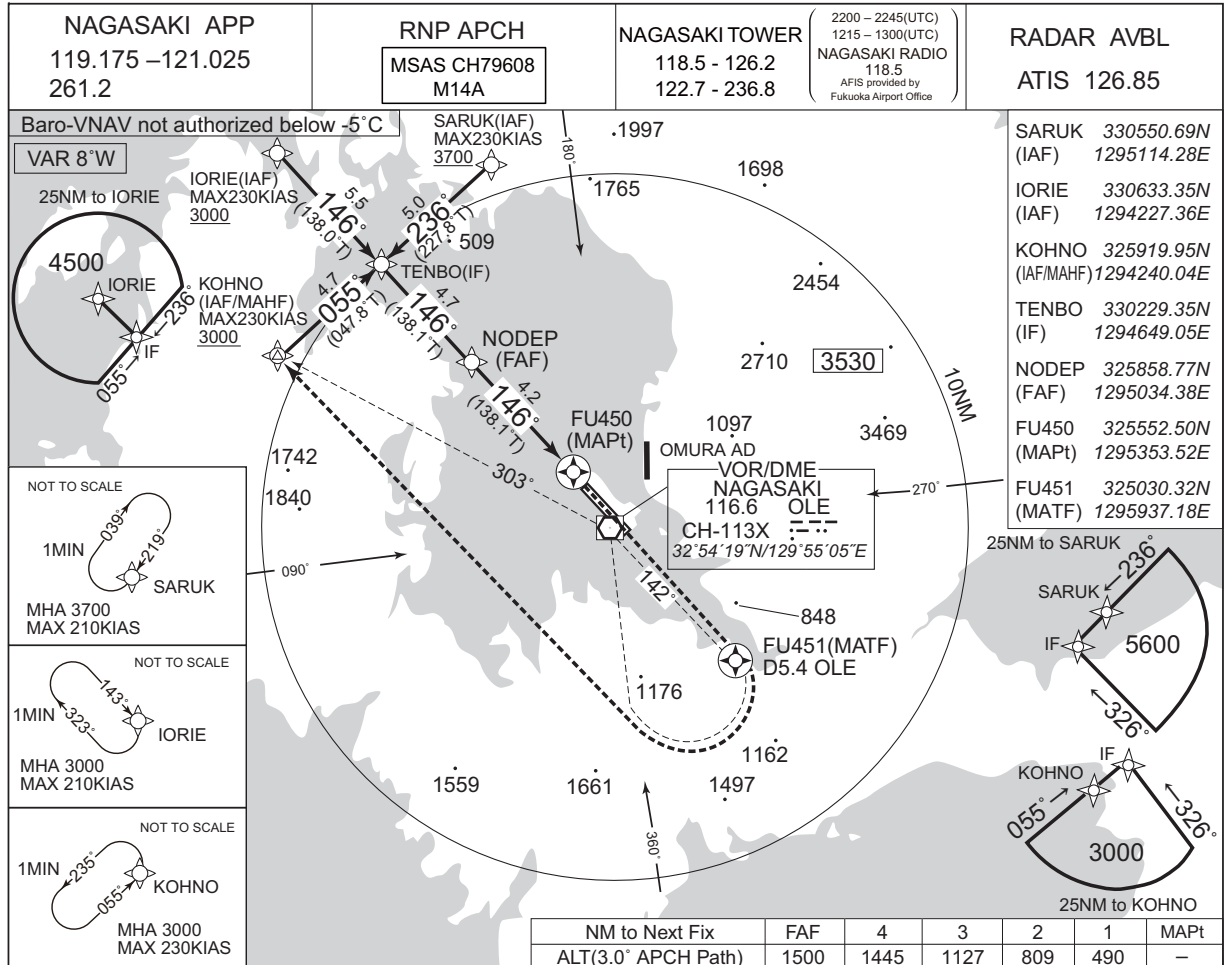 NAGASAKI APP
119.175 –121.025
261.2
RNP APCH
MSAS CH79608
M14A
NAGASAKI TOWER
118.5 - 126.2
122.7 - 236.8
2200 – 2245(UTC)
1215 – 1300(UTC)
NAGASAKI RADIO
118.5
AFIS provided by
Fukuoka Airport Office
RADAR AVBL
ATIS 126.85
Baro-VNAV not authorized below -5˚C
VAR 8˚W
25NM to IORIE
4500
IORIE
IF
236˚
055˚
IORIE(IAF)
MAX230KIAS
3000
SARUK(IAF)
MAX230KIAS
3700
KOHNO
(IAF/MAHF)
MAX230KIAS
3000
5.5
146˚
(138.0˚T)
5.0
236˚
(227.8˚T)
4.7
055˚
(047.8˚T)
TENBO(IF)
4.7
146˚
(138.1˚T)
NODEP
(FAF)
4.2
146˚
(138.1˚T)
FU450
(MAPt)
OMURA AD
VOR/DME
NAGASAKI
116.6 OLE
CH-113X
32˚54´19˝N/129˚55´05˝E
303˚
142˚
FU451(MATF)
D5.4 OLE
180˚
270˚
090˚
360˚
10NM
1997
1765
1698
509
2454
2710
3530
1097
3469
1742
1840
848
1176
1162
1559
1661
1497
SARUK 330550.69N
(IAF) 1295114.28E
IORIE 330633.35N
(IAF) 1294227.36E
KOHNO 325919.95N
(IAF/MAHF) 1294240.04E
TENBO 330229.35N
(IF) 1294649.05E
NODEP 325858.77N
(FAF) 1295034.38E
FU450 325552.50N
(MAPt) 1295353.52E
FU451 325030.32N
(MATF) 1295937.18E
NOT TO SCALE
1MIN
039˚
219˚
SARUK
MHA 3700
MAX 210KIAS
NOT TO SCALE
1MIN
143˚
323˚
IORIE
MHA 3000
MAX 210KIAS
NOT TO SCALE
1MIN
235˚
055˚
KOHNO
MHA 3000
MAX 230KIAS
25NM to SARUK
236˚
SARUK
IF
5600
326˚
IF
KOHNO
055˚
326˚
3000
25NM to KOHNO
NM to Next Fix FAF 4 3 2 1 MAPt
ALT(3.0˚ APCH Path) 1500 1445 1127 809 490 –